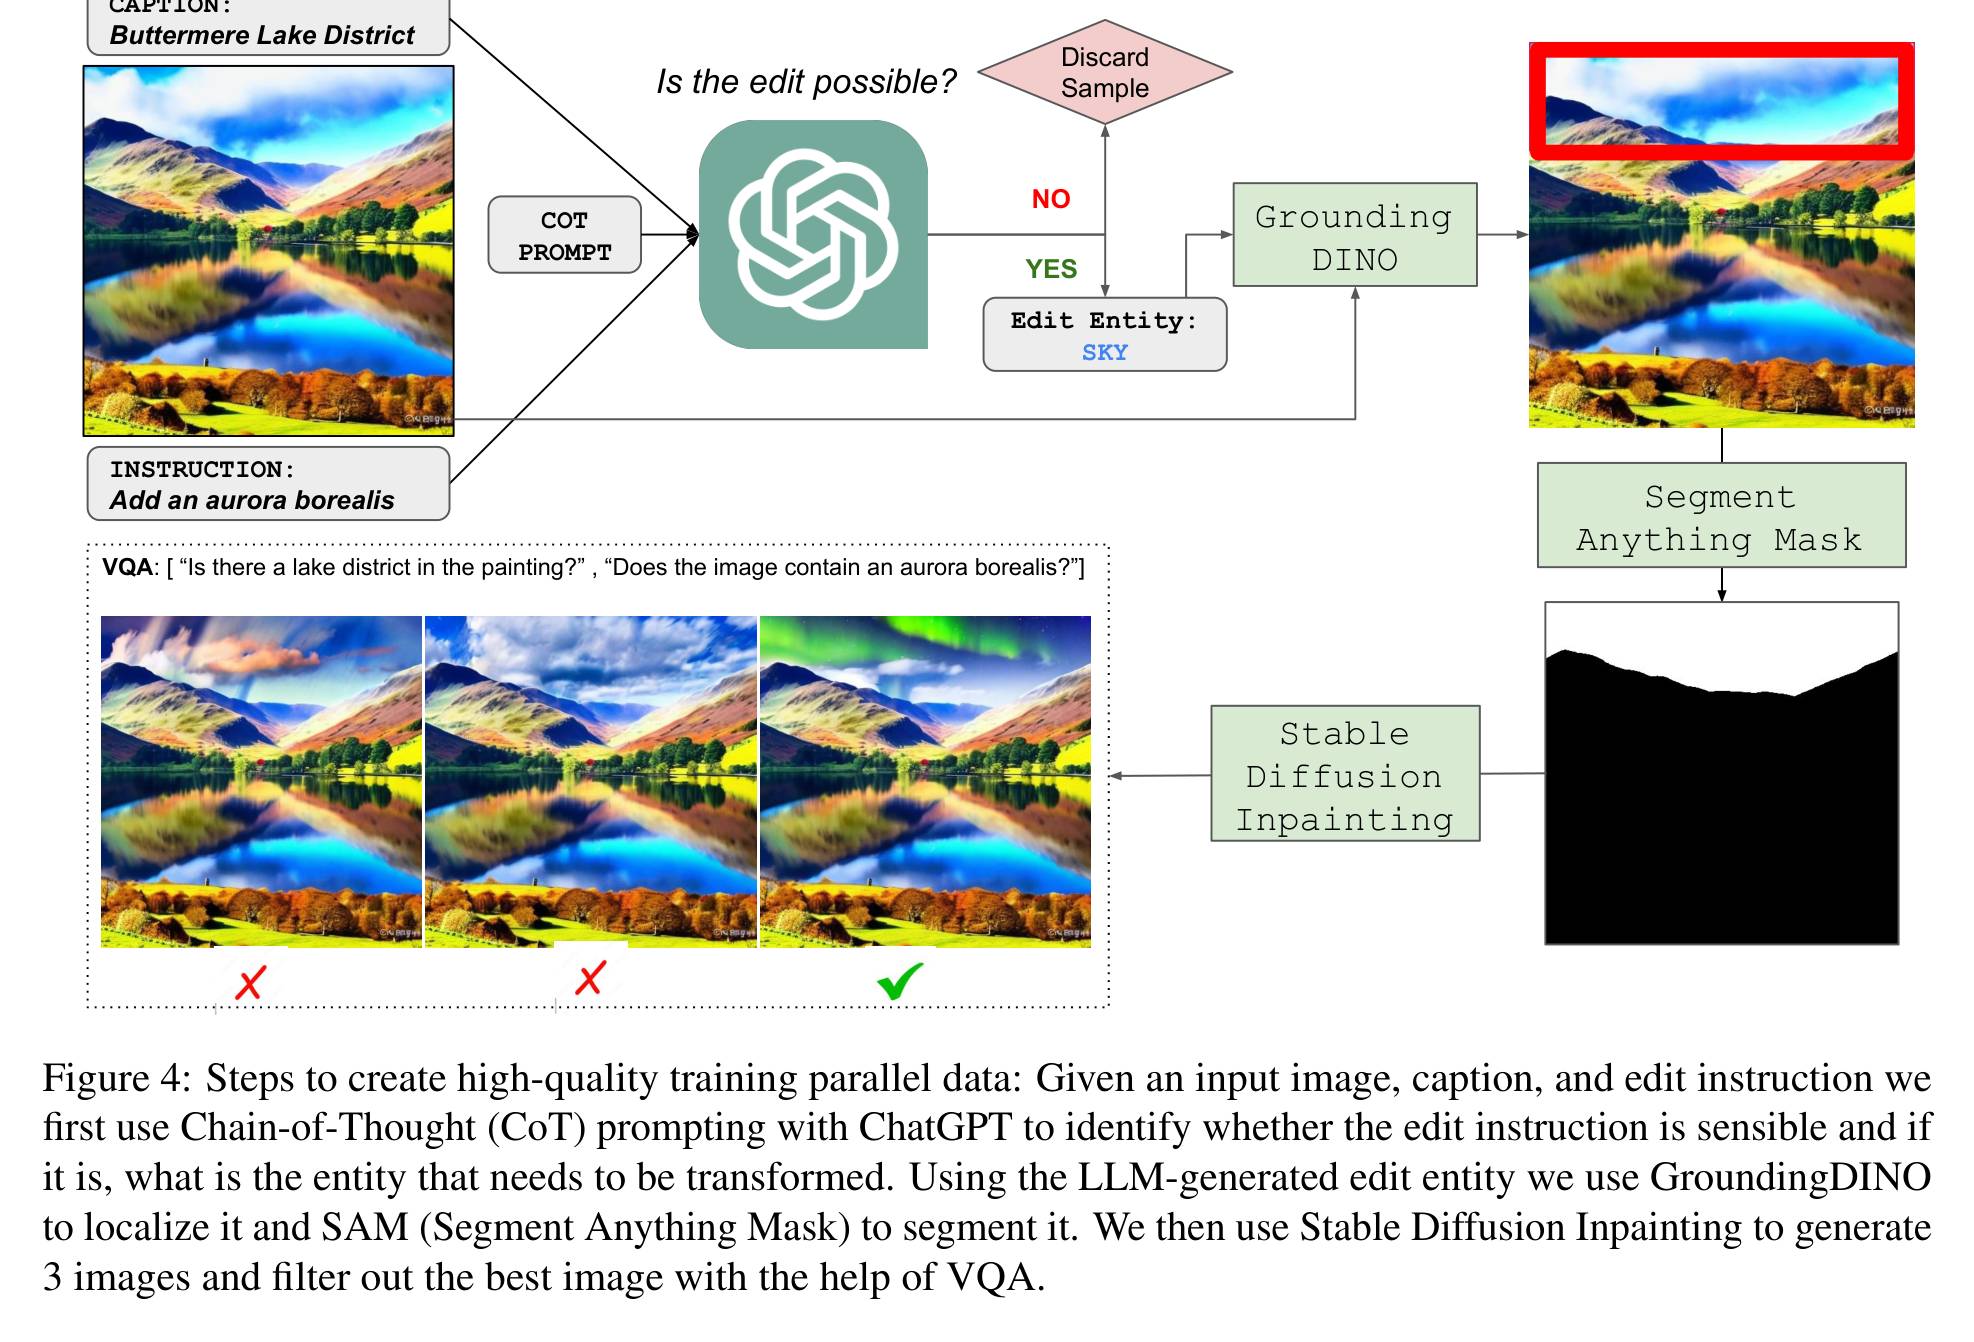 CAPTION:
Buttermere Lake District
Is the edit possible?
Discard
Sample
COT
PROMPT
NO
YES
Grounding
DINO
Edit Entity:
SKY
INSTRUCTION:
Add an aurora borealis
Segment
Anything Mask
VQA: [ “Is there a lake district in the painting?” , “Does the image contain an aurora borealis?”]
Stable
Diffusion
Inpainting
Figure 4: Steps to create high-quality training parallel data: Given an input image, caption, and edit instruction we
first use Chain-of-Thought (CoT) prompting with ChatGPT to identify whether the edit instruction is sensible and if
it is, what is the entity that needs to be transformed. Using the LLM-generated edit entity we use GroundingDINO
to localize it and SAM (Segment Anything Mask) to segment it. We then use Stable Diffusion Inpainting to generate
3 images and filter out the best image with the help of VQA.